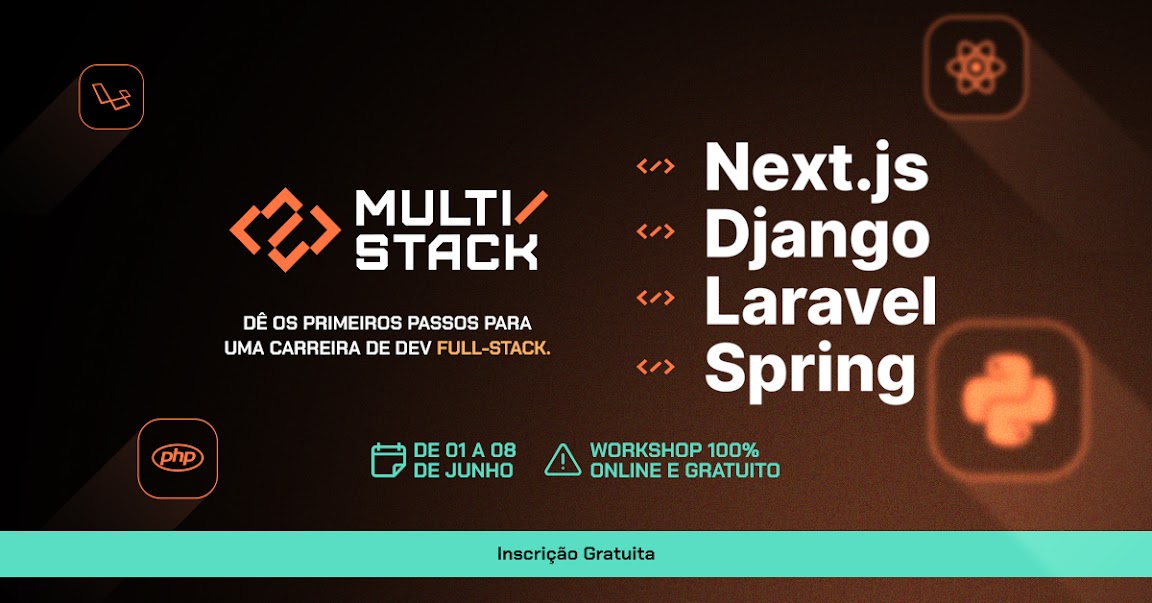 MULTI/
STACK
DÊ OS PRIMEIROS PASSOS PARA
UMA CARREIRA DE DEV FULL-STACK.
</> Next.js
</> Django
</> Laravel
</> Spring
php
DE 01 A 08
DE JUNHO
WORKSHOP 100%
ONLINE E GRATUITO
Inscrição Gratuita